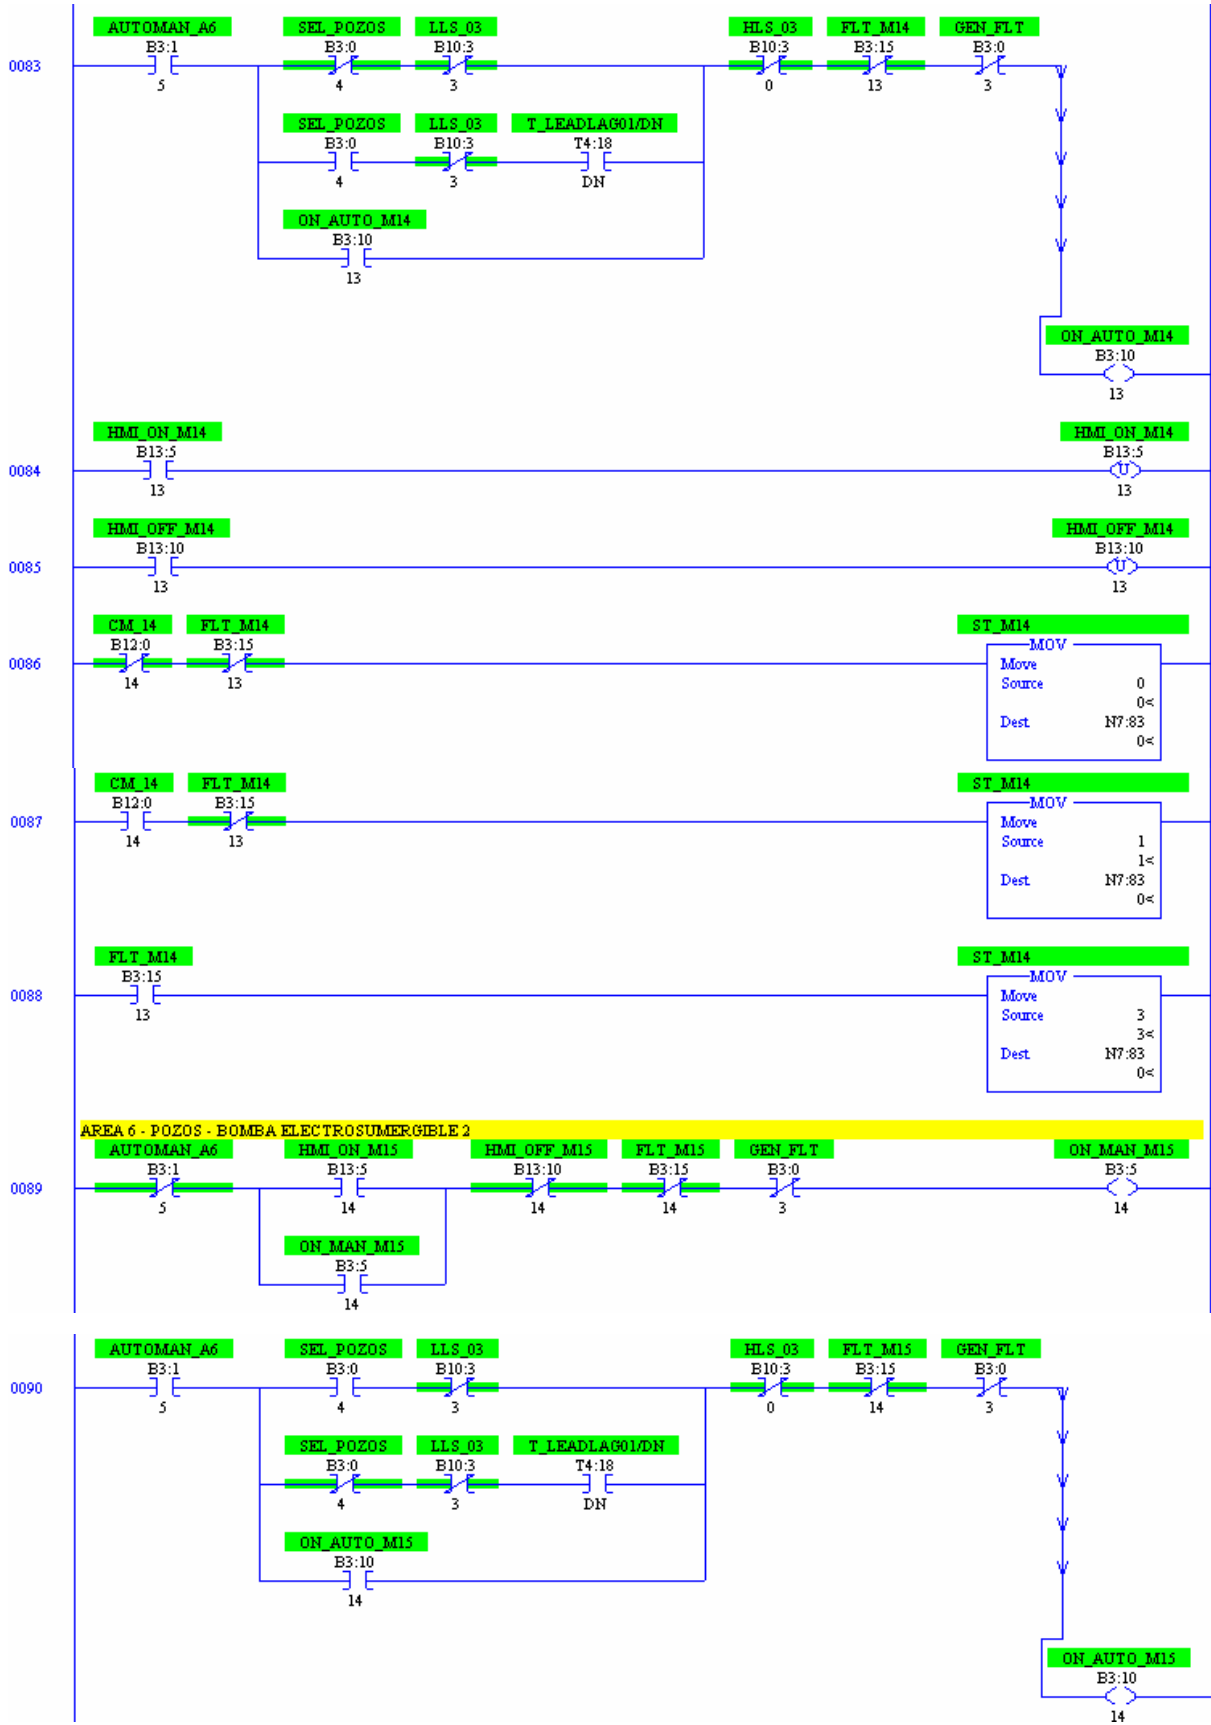 AUTOMAN_A6 SEL_POZOS LLS_03 HLS_03 FLT_M14 GEN_FLT
B3:1 B3:0 B10:3 B10:3 B3:15 B3:0
0083
5 4 3 0 13 3
SEL_POZOS LLS_03 T_LEADLAG01/DN
B3:0 B10:3 T4:18
4 3 DN
ON_AUTO_M14
B3:10
13
ON_AUTO_M14
B3:10
13
HMI_ON_M14 HMI_ON_M14
B13:5 B13:5
0084 U
13 13
HMI_OFF_M14 HMI_OFF_M14
B13:10 B13:10
0085 U
13 13
CM_14 FLT_M14 ST_M14
B12:0 B3:15 MOV
0086 Move
14 13 Source 0
0<
Dest N7:83
0<
CM_14 FLT_M14 ST_M14
B12:0 B3:15 MOV
0087 Move
14 13 Source 1
1<
Dest N7:83
0<
FLT_M14 ST_M14
B3:15 MOV
0088 Move
13 Source 3
3<
Dest N7:83
0<
AREA 6 - POZOS - BOMBA ELECTROSUMERGIBLE 2
AUTOMAN_A6 HMI_ON_M15 HMI_OFF_M15 FLT_M15 GEN_FLT ON_MAN_M15
B3:1 B13:5 B13:10 B3:15 B3:0 B3:5
0089
5 14 14 14 3 14
ON_MAN_M15
B3:5
14
AUTOMAN_A6 SEL_POZOS LLS_03 HLS_03 FLT_M15 GEN_FLT
B3:1 B3:0 B10:3 B10:3 B3:15 B3:0
0090
5 4 3 0 14 3
SEL_POZOS LLS_03 T_LEADLAG01/DN
B3:0 B10:3 T4:18
4 3 DN
ON_AUTO_M15
B3:10
14
ON_AUTO_M15
B3:10
14